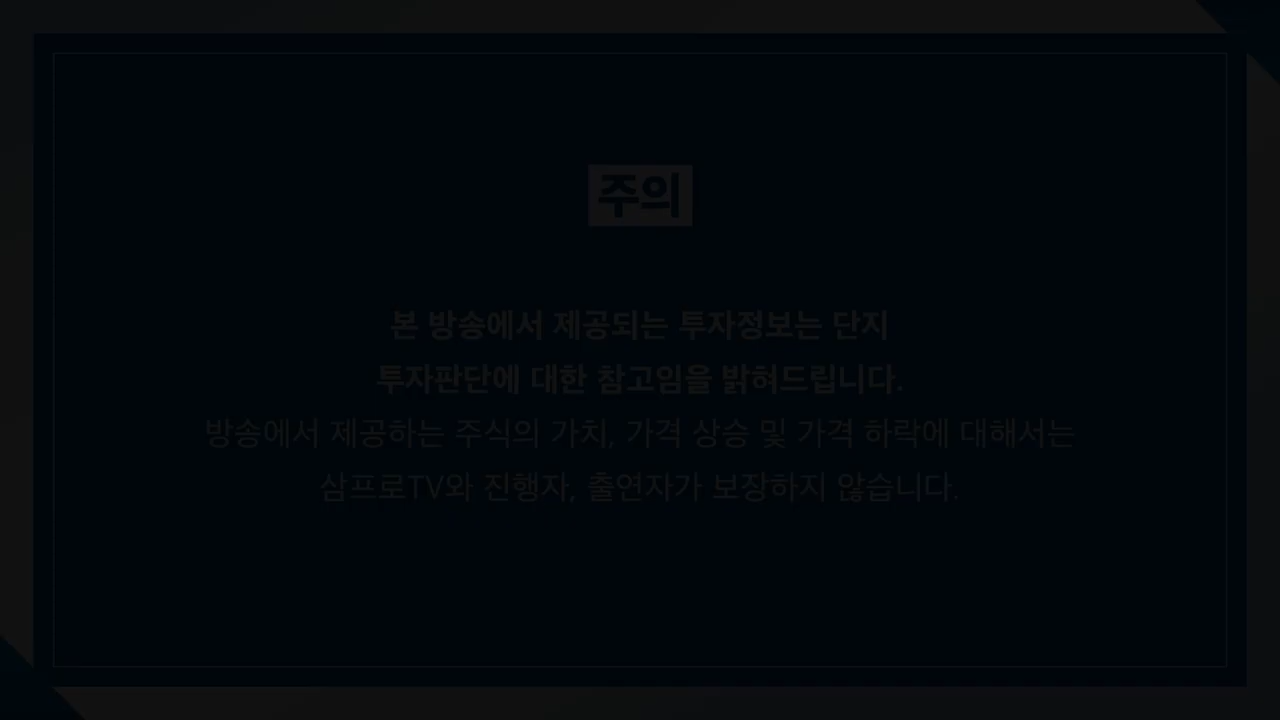 주의
본 방송에서 제공되는 투자정보는 단지
투자판단에 대한 참고임을 밝혀드립니다.
방송에서 제공하는 주식의 가치, 가격 상승 및 가격 하락에 대해서는
삼프로TV와 진행자, 출연자가 보장하지 않습니다.